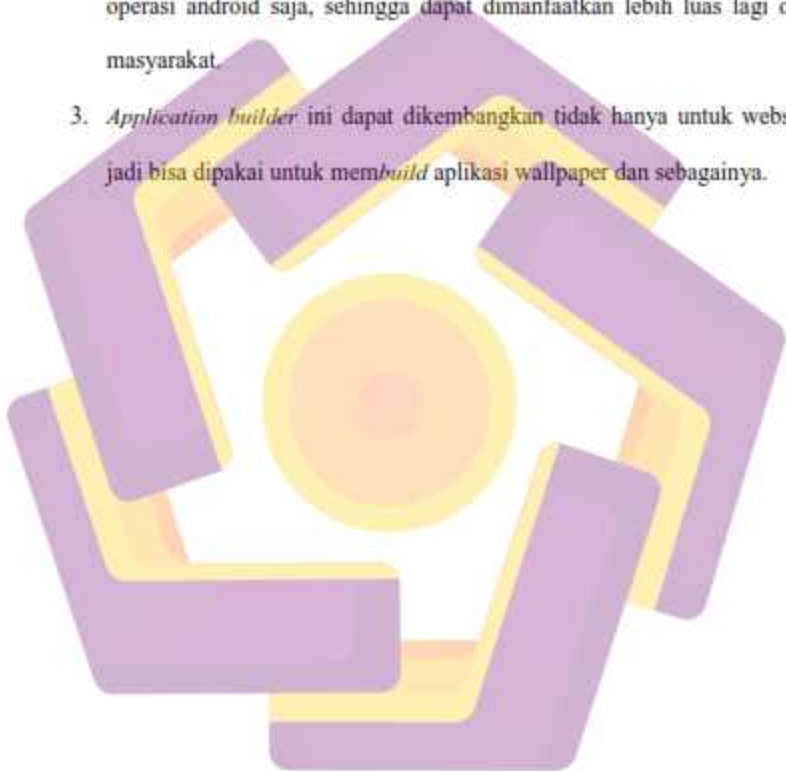 operasi android saja, sehingga dapat dimanfaatkan lebih luas lagi
masyarakat.
3. Application builder ini dapat dikembangkan tidak hanya untuk
jadi bisa dipakai untuk membuild aplikasi wallpaper dan sebagainya.